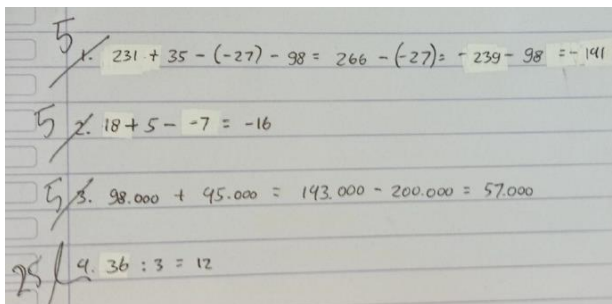 5 1. 231 + 35 - (-27) - 98 = 266 - (-27) = -239 - 98 = - 141
5 2. 18 + 5 - -7 = -16
5 3. 98.000 + 45.000 = 143.000 - 200.000 = 57.000
25 4. 36 : 3 = 12